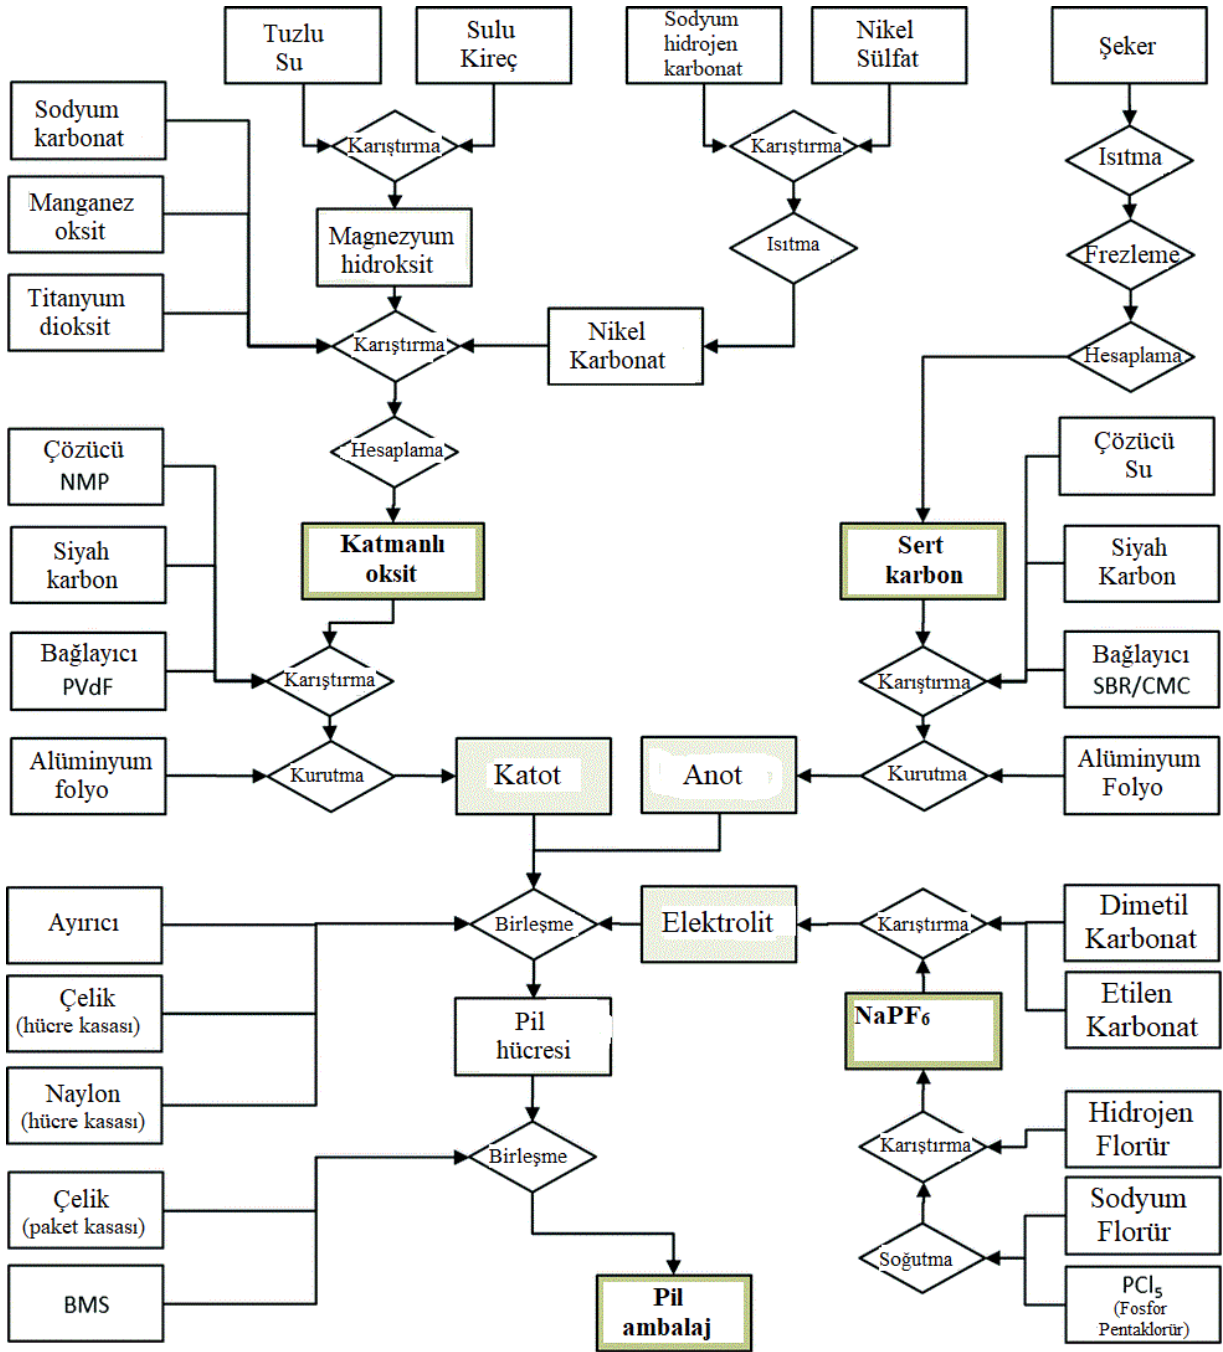 Tuzlu
Su
Sulu
Kireç
Sodyum
hidrojen
karbonat
Nikel
Sülfat
Şeker
Sodyum
karbonat
Karıştırma
Karıştırma
Isıtma
Manganez
oksit
Magnezyum
hidroksit
Isıtma
Frezleme
Titanyum
dioksit
Karıştırma
Nikel
Karbonat
Hesaplama
Çözücü
NMP
Hesaplama
Çözücü
Su
Siyah
karbon
Katmanlı
oksit
Sert
karbon
Siyah
Karbon
Bağlayıcı
PVdF
Karıştırma
Karıştırma
Bağlayıcı
SBR/CMC
Alüminyum
folyo
Kurutma
Katot
Anot
Kurutma
Alüminyum
Folyo
Ayırıcı
Birleşme
Elektrolit
Karıştırma
Dimetil
Karbonat
Çelik
(hücre kasası)
Pil
hücresi
NaPF₆
Etilen
Karbonat
Naylon
(hücre kasası)
Birleşme
Karıştırma
Hidrojen
Florür
Çelik
(paket kasası)
Soğutma
Sodyum
Florür
BMS
Pil
ambalaj
PCl₅
(Fosfor
Pentaklorür)